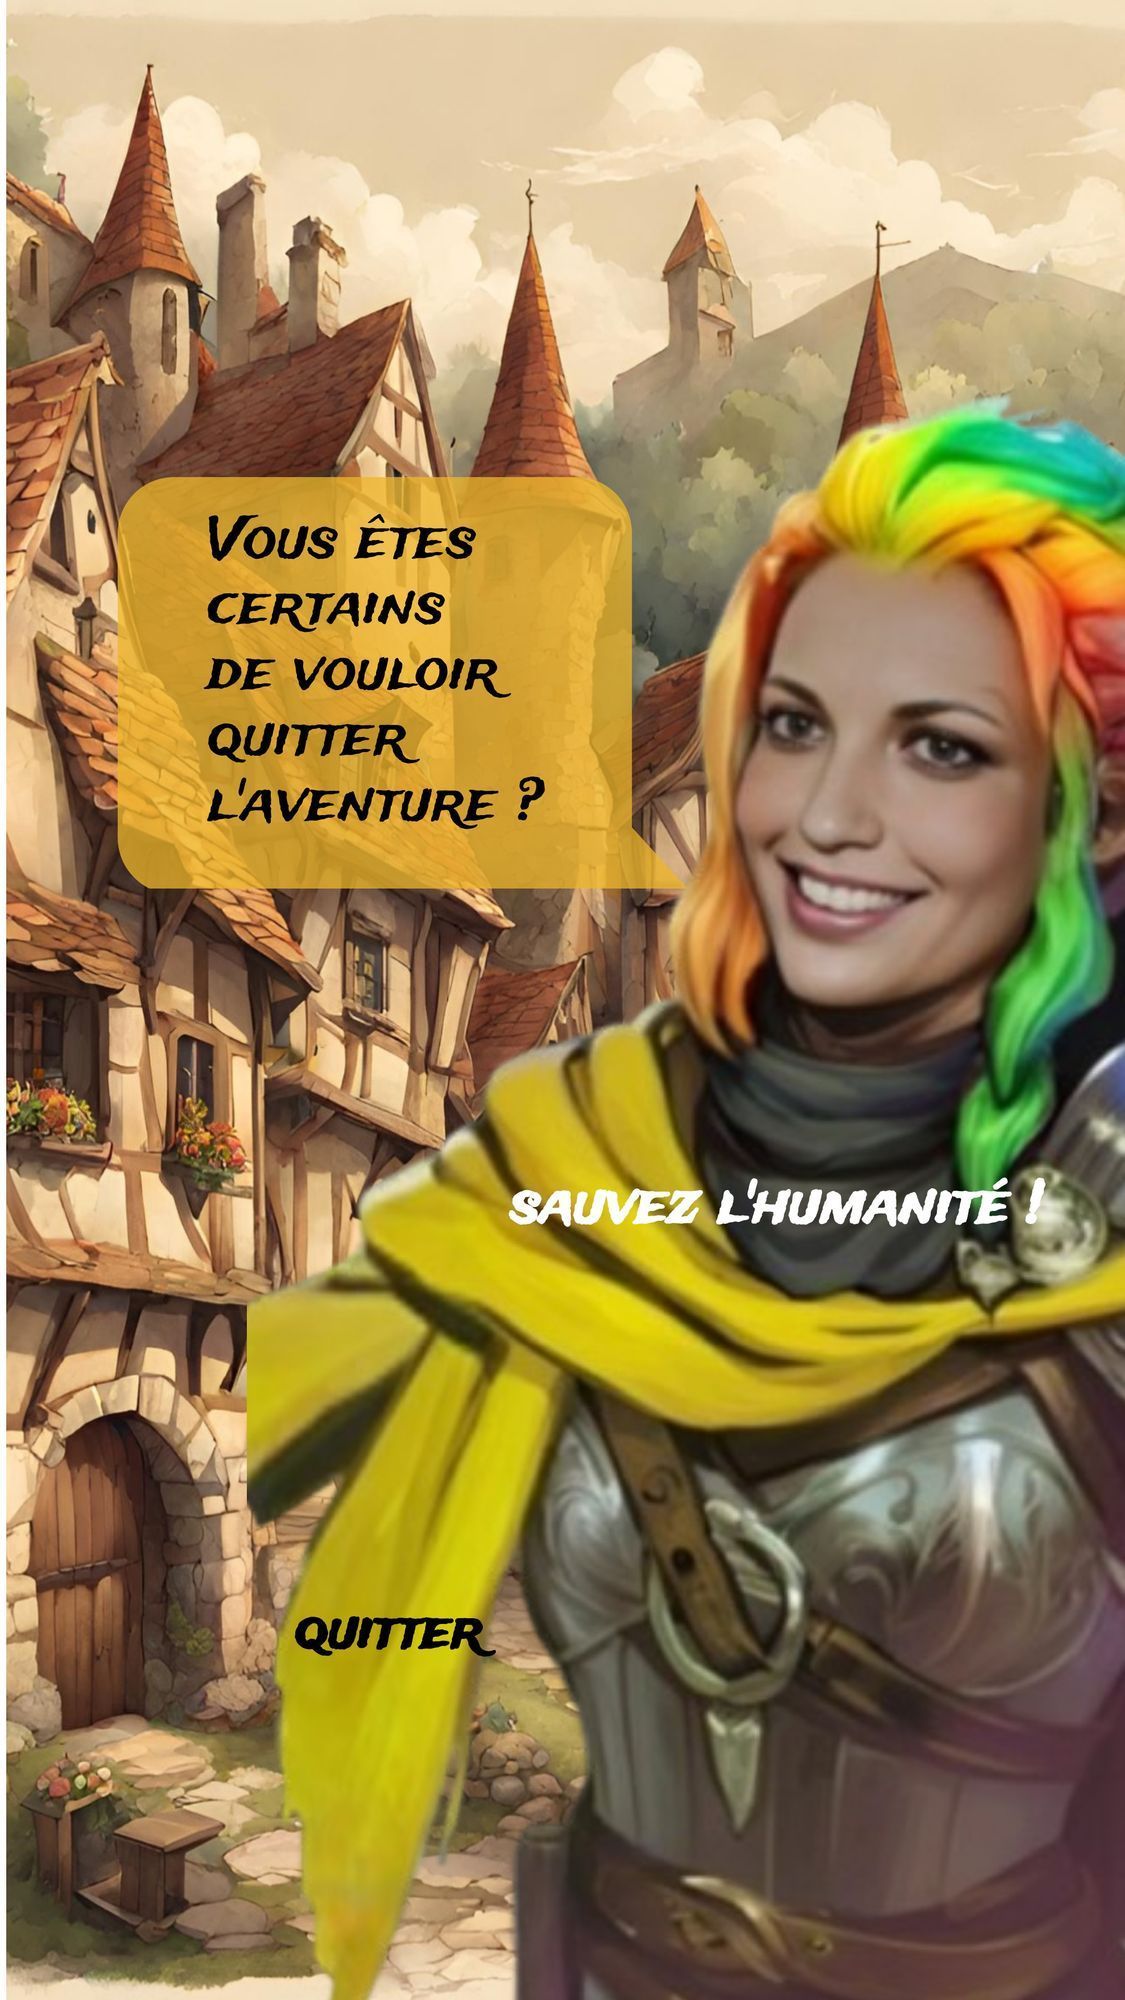 Vous êtes
certains
de vouloir
quitter
l'aventure ?
sauvez l'humanité !
quitter